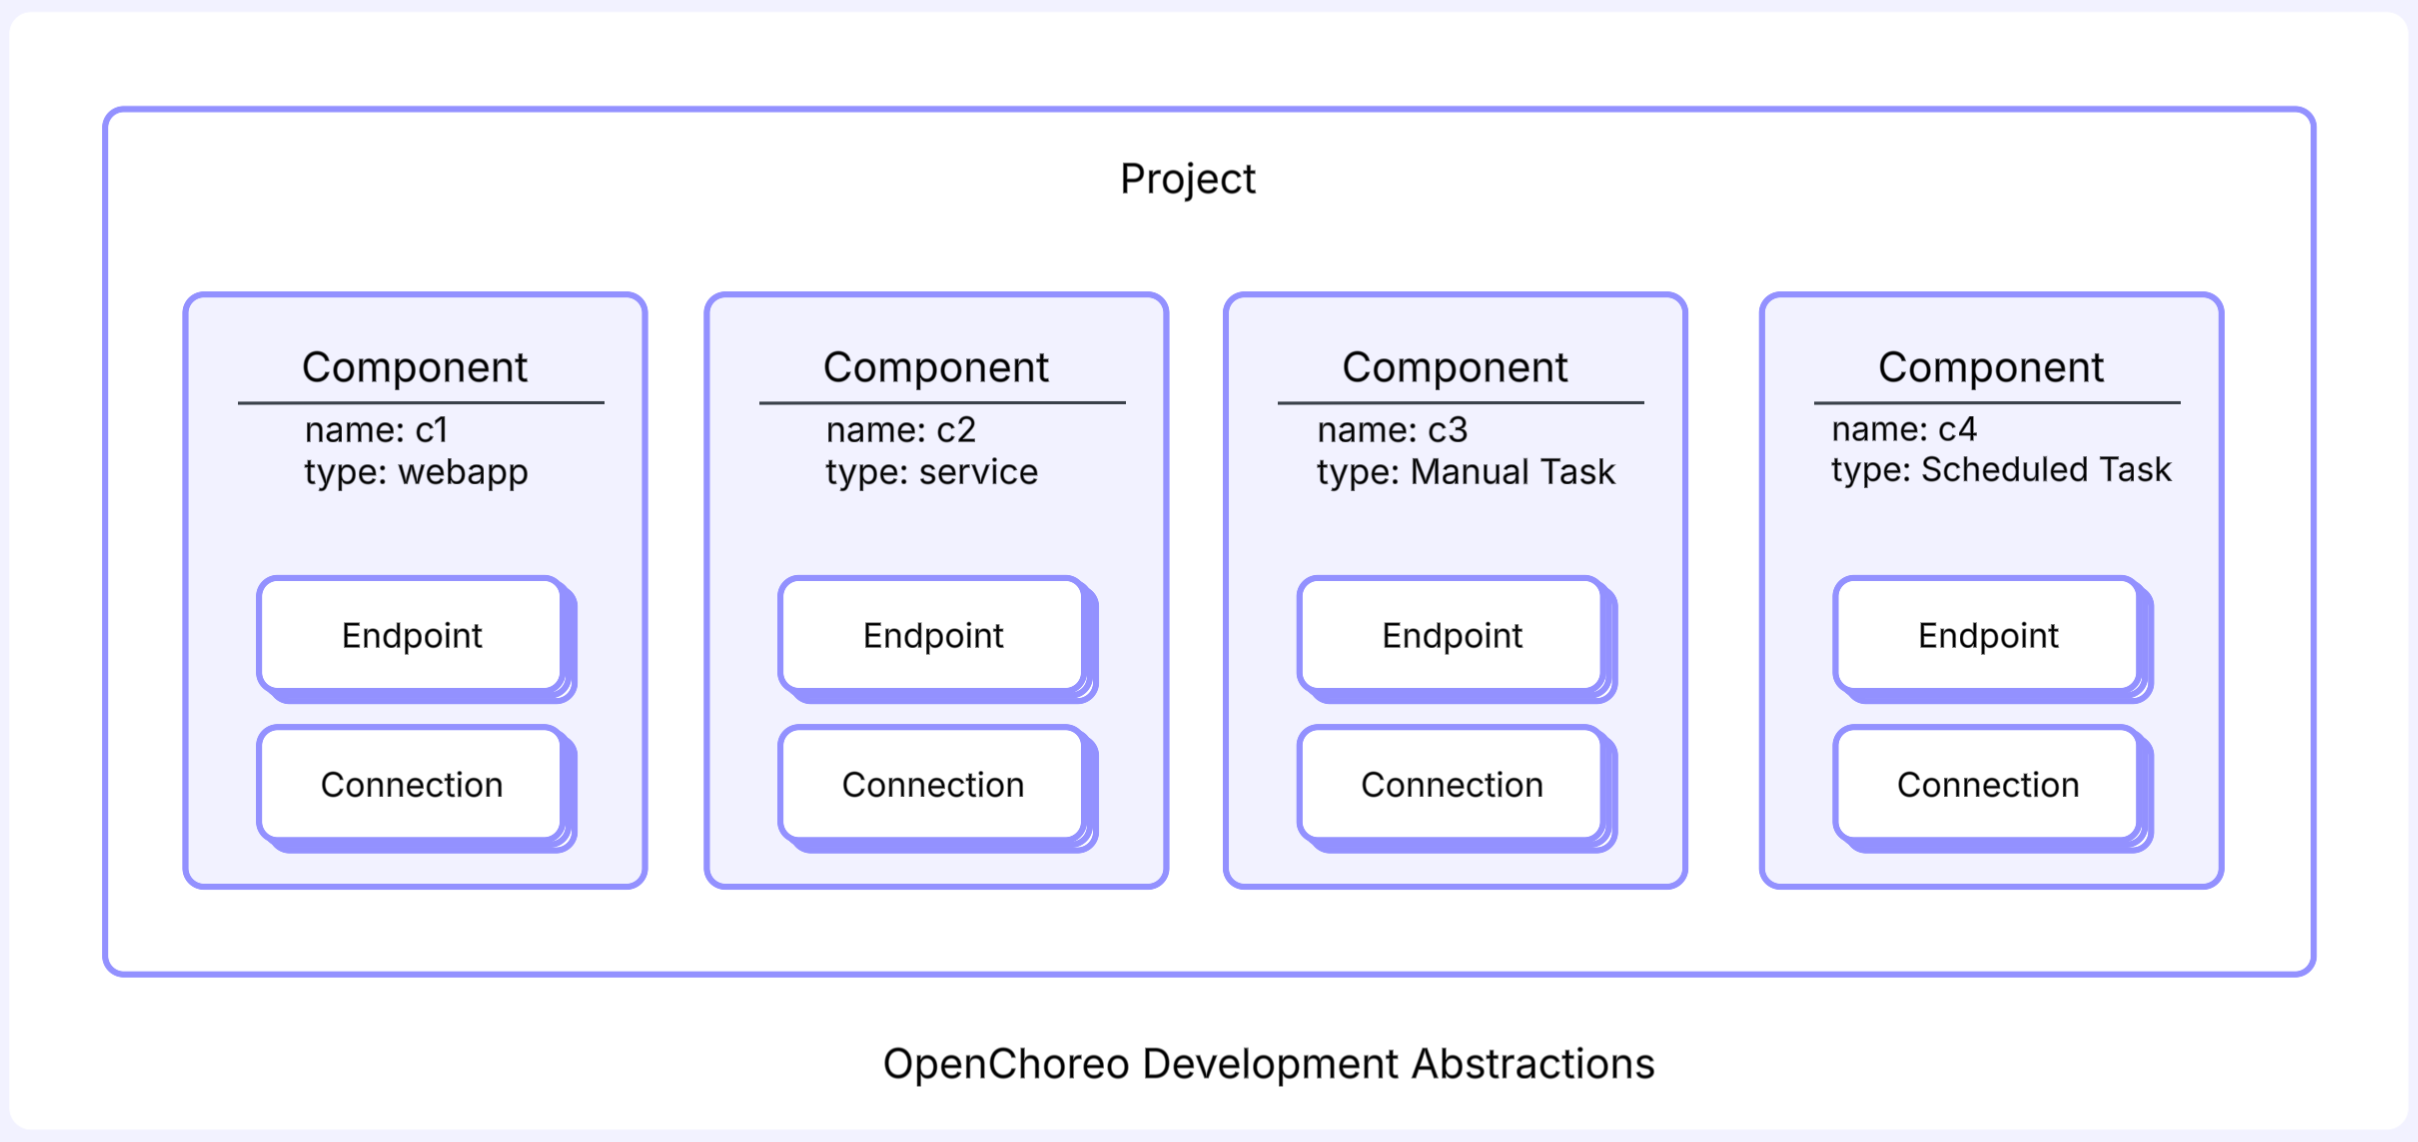 Project
Component
name: c1
type: webapp
Endpoint
Connection
Component
name: c2
type: service
Endpoint
Connection
Component
name: c3
type: Manual Task
Endpoint
Connection
Component
name: c4
type: Scheduled Task
Endpoint
Connection
OpenChoreo Development Abstractions